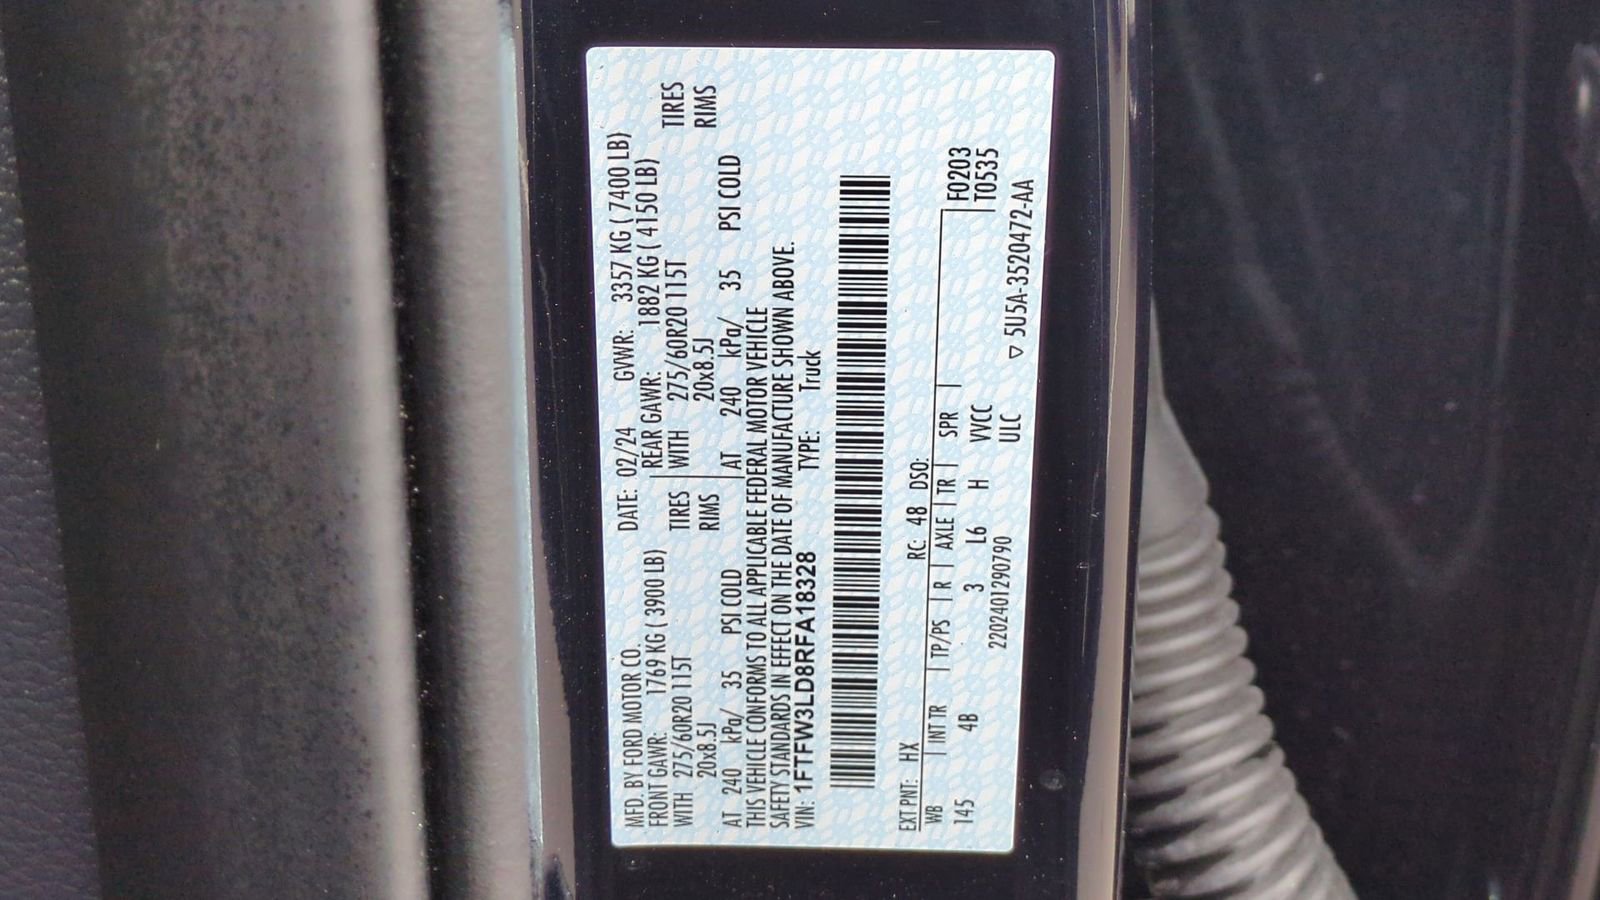 MFD. BY FORD MOTOR CO. DATE: 02/24 GVWR: 3357 KG ( 7400 LB)
FRONT GAWR: 1769 KG ( 3900 LB) REAR GAWR: 1882 KG ( 4150 LB)
WITH 275/60R20 115T TIRES WITH 275/60R20 115T TIRES
20x8.5J RIMS 20x8.5J RIMS
AT 240 kPa/ 35 PSI COLD AT 240 kPa/ 35 PSI COLD
THIS VEHICLE CONFORMS TO ALL APPLICABLE FEDERAL MOTOR VEHICLE
SAFETY STANDARDS IN EFFECT ON THE DATE OF MANUFACTURE SHOWN ABOVE.
VIN: 1FTFW3LD8RFA18328 TYPE: Truck
EXT PNT: HX RC: 48 DSO:
WB | INT TR | TP/PS | R | AXLE | TR | SPR | F0203
145 4B 3 L6 H VVCC T0535
2202401290790 ULC
▽ 5U5A-3520472-AA